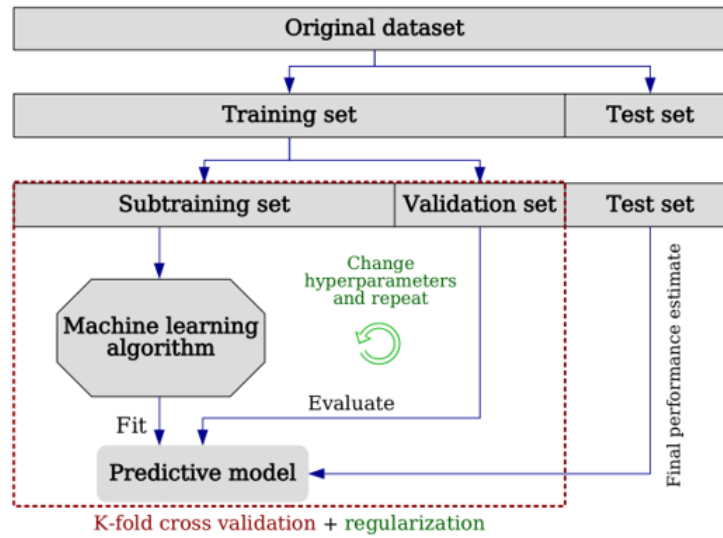 Original dataset
Training set
Test set
Subtraining set
Validation set
Test set
Change
hyperparameters
and repeat
Machine learning
algorithm
Evaluate
Fit
Predictive model
Final performance estimate
K-fold cross validation + regularization